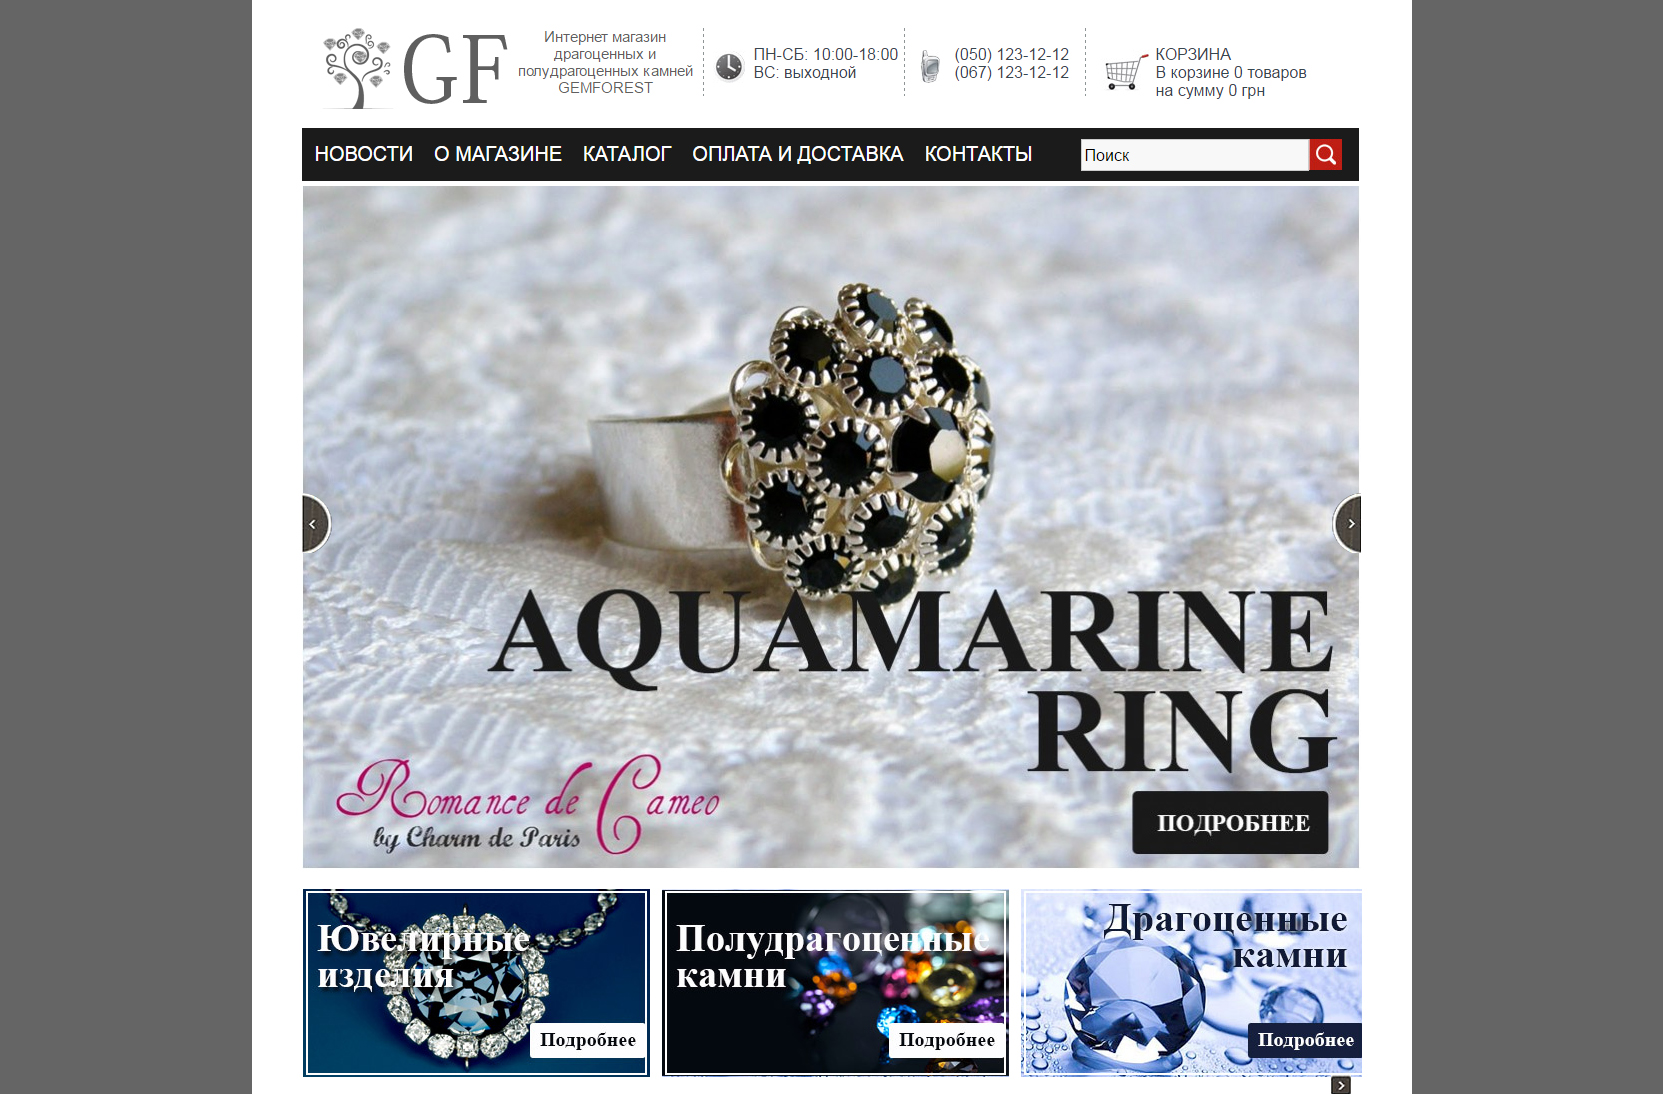 GF
Интернет магазин
драгоценных и
полудрагоценных камней
GEMFOREST
ПН-СБ: 10:00-18:00
ВС: выходной
(050) 123-12-12
(067) 123-12-12
КОРЗИНА
В корзине 0 товаров
на сумму 0 грн
НОВОСТИ О МАГАЗИНЕ КАТАЛОГ ОПЛАТА И ДОСТАВКА КОНТАКТЫ
Поиск
AQUAMARINE
RING
Romance de Cameo
by Charm de Paris
ПОДРОБНЕЕ
Ювелирные
изделия
Подробнее
Полудрагоценные
камни
Подробнее
Драгоценные
камни
Подробнее